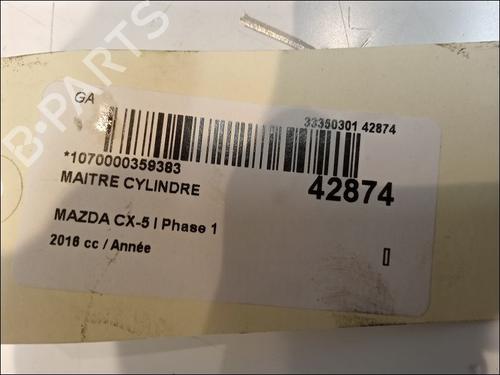 B-PARTS
GA
33350301 42874
*1070000359383
MAITRE CYLINDRE
42874
MAZDA CX-5 I Phase 1
2016 cc / Année